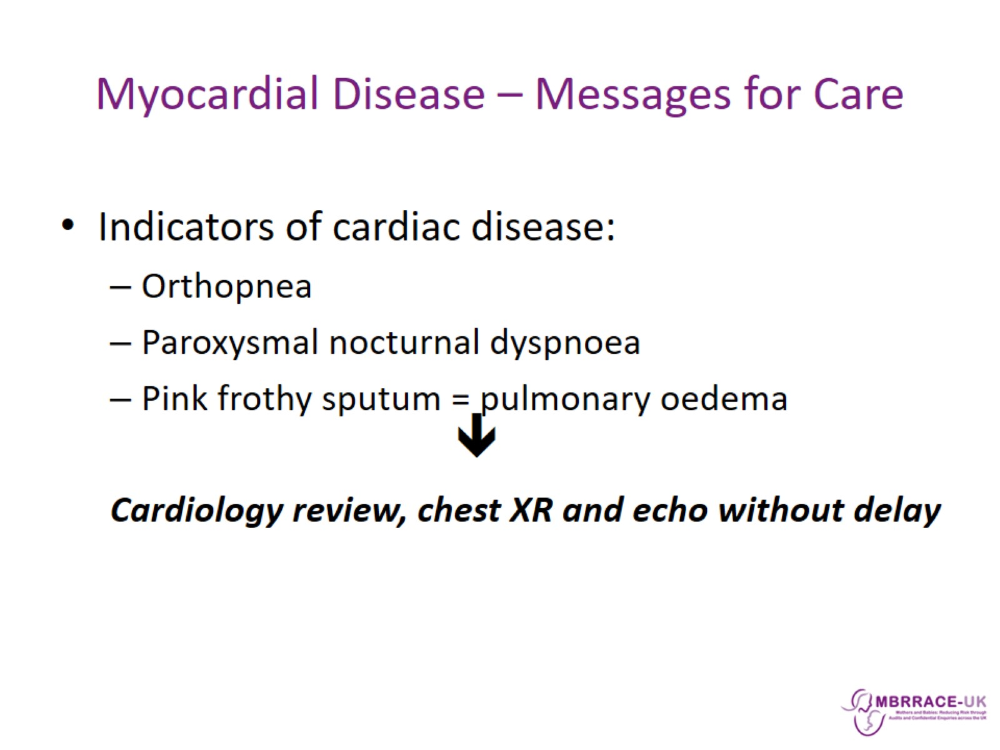 Myocardial Disease – Messages for Care
• Indicators of cardiac disease:
– Orthopnea
– Paroxysmal nocturnal dyspnoea
– Pink frothy sputum = pulmonary oedema
Cardiology review, chest XR and echo without delay
MBRRACE-UK
Mothers and Babies: Reducing Risk through
Audits and Confidential Enquiries across the UK